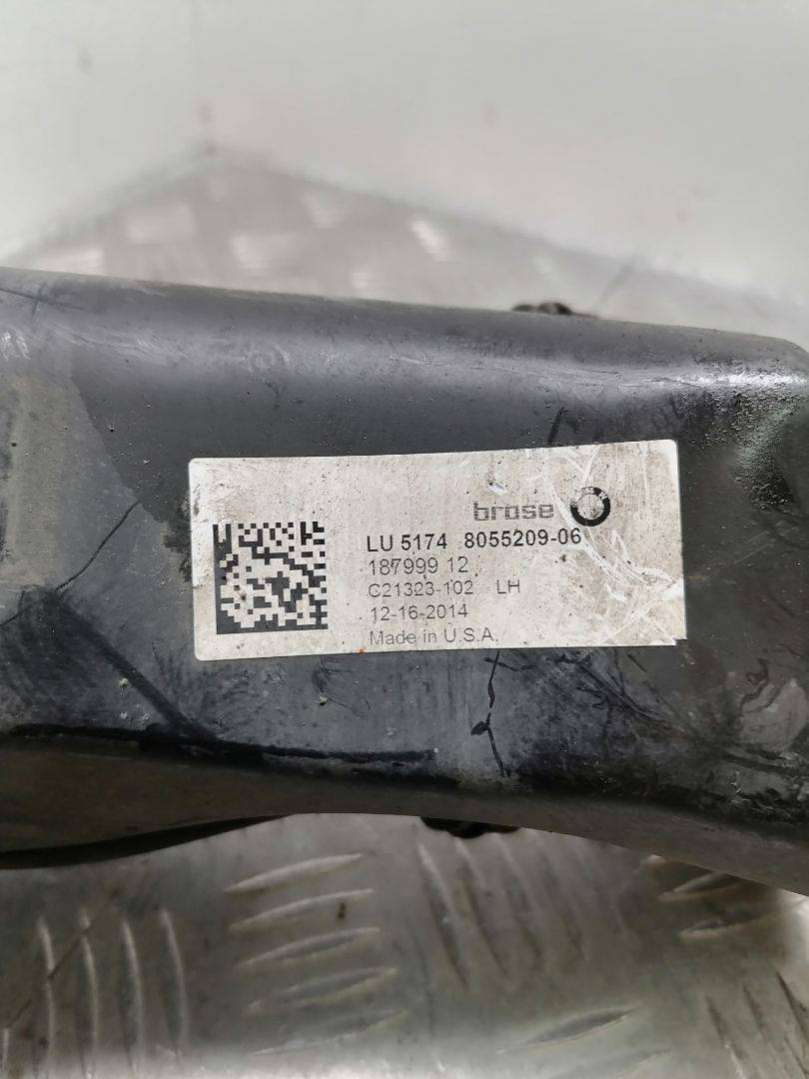 brose
LU 5174 8055209-06
187999 12
C21323-102 LH
12-16-2014
Made in U.S.A.